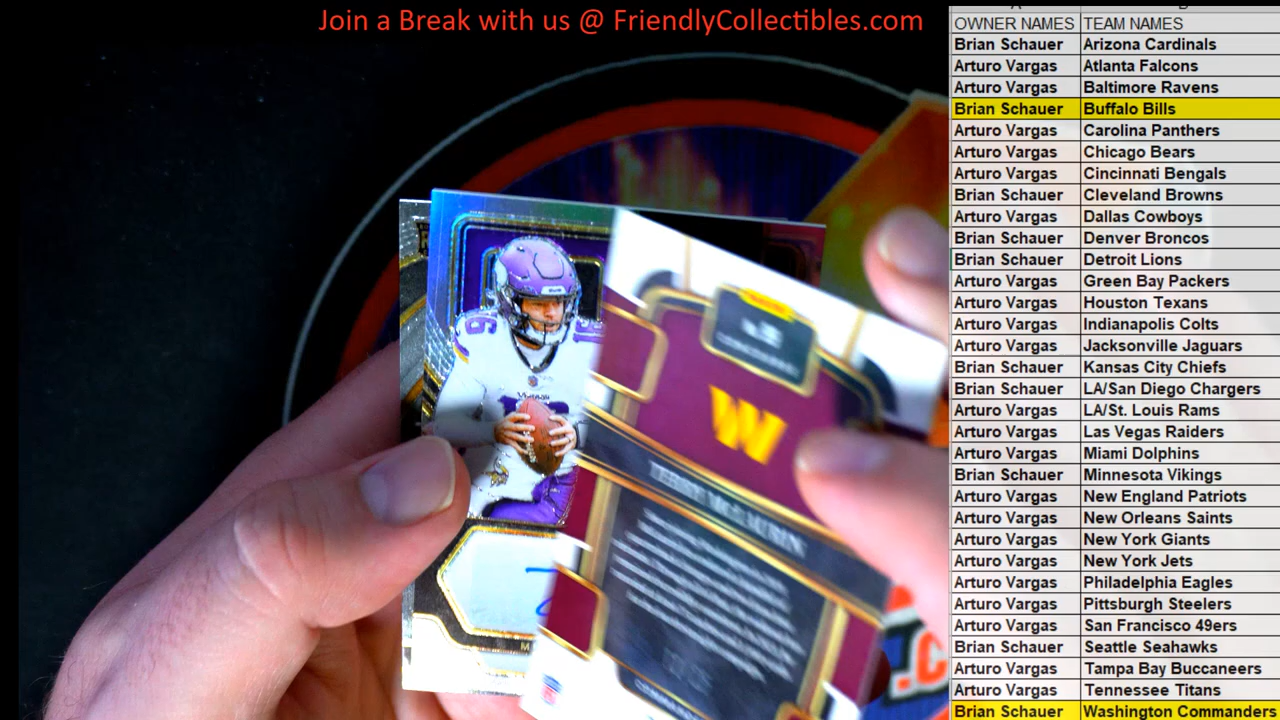 Join a Break with us @ FriendlyCollectibles.com
OWNER NAMES TEAM NAMES
Brian Schauer Arizona Cardinals
Arturo Vargas Atlanta Falcons
Arturo Vargas Baltimore Ravens
Brian Schauer Buffalo Bills
Arturo Vargas Carolina Panthers
Arturo Vargas Chicago Bears
Arturo Vargas Cincinnati Bengals
Brian Schauer Cleveland Browns
Arturo Vargas Dallas Cowboys
Brian Schauer Denver Broncos
Brian Schauer Detroit Lions
Arturo Vargas Green Bay Packers
Arturo Vargas Houston Texans
Arturo Vargas Indianapolis Colts
Arturo Vargas Jacksonville Jaguars
Brian Schauer Kansas City Chiefs
Brian Schauer LA/San Diego Chargers
Arturo Vargas LA/St. Louis Rams
Arturo Vargas Las Vegas Raiders
Arturo Vargas Miami Dolphins
Brian Schauer Minnesota Vikings
Arturo Vargas New England Patriots
Arturo Vargas New Orleans Saints
Arturo Vargas New York Giants
Arturo Vargas New York Jets
Arturo Vargas Philadelphia Eagles
Arturo Vargas Pittsburgh Steelers
Arturo Vargas San Francisco 49ers
Brian Schauer Seattle Seahawks
Arturo Vargas Tampa Bay Buccaneers
Arturo Vargas Tennessee Titans
Brian Schauer Washington Commanders
W
TERRY McLAURIN